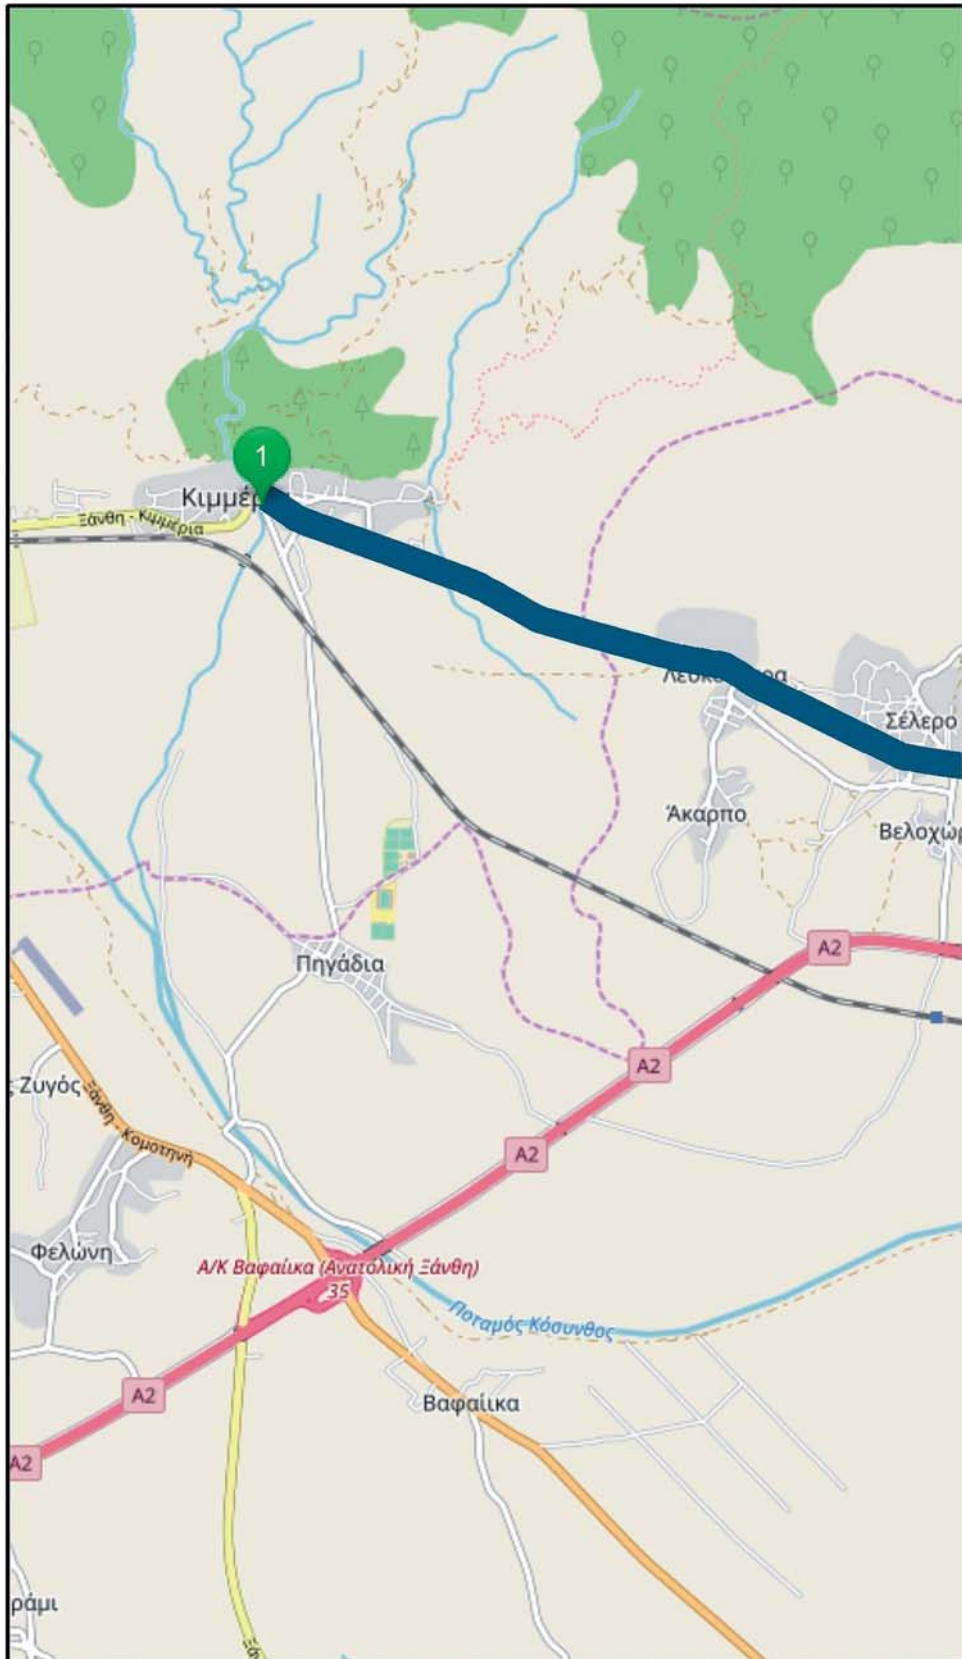 1
Κιμμέρ
Ξάνθη - Κιμμέρια
Σέλερο
Άκαρπο
Βελοχώρ
Πηγάδια
A2
A2
A2
ς Ζυγός
Ξάνθη - Κομοτηνή
Φελώνη
Α/Κ Βαφαίικα (Ανατολική Ξάνθη)
35
Ποταμός Κόσυνθος
A2
Βαφαίικα
A2
ράμι